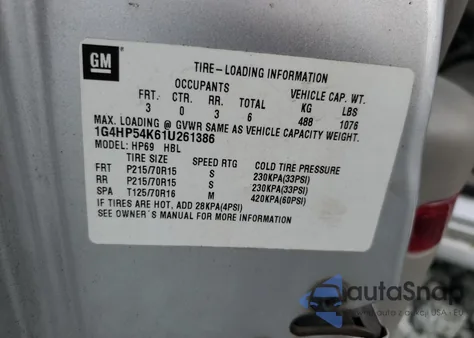 GM
TIRE-LOADING INFORMATION
OCCUPANTS VEHICLE CAP. WT.
FRT. CTR. RR. TOTAL KG LBS
3 0 3 6 488 1076
MAX. LOADING @ GVWR SAME AS VEHICLE CAPACITY WEIGHT.
1G4HP54K61U261386
MODEL: HP69 HBL
TIRE SIZE SPEED RTG COLD TIRE PRESSURE
FRT P215/70R15 S 230KPA(33PSI)
RR P215/70R15 S 230KPA(33PSI)
SPA T125/70R16 M 420KPA(60PSI)
IF TIRES ARE HOT, ADD 28KPA(4PSI)
SEE OWNER'S MANUAL FOR MORE INFORMATION
autoSnap
USA